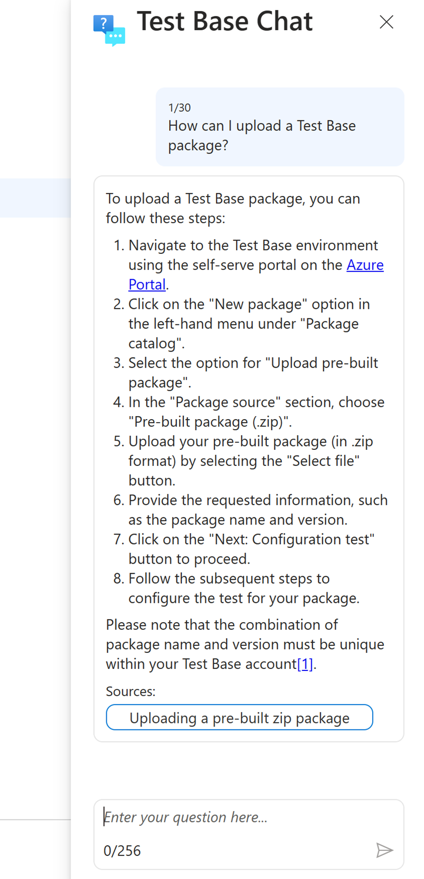 Test Base Chat
1/30
How can I upload a Test Base
package?
To upload a Test Base package, you can
follow these steps:
1. Navigate to the Test Base environment
using the self-serve portal on the Azure
Portal.
2. Click on the "New package" option in
the left-hand menu under "Package
catalog".
3. Select the option for "Upload pre-built
package".
4. In the "Package source" section, choose
"Pre-built package (.zip)".
5. Upload your pre-built package (in .zip
format) by selecting the "Select file"
button.
6. Provide the requested information, such
as the package name and version.
7. Click on the "Next: Configuration test"
button to proceed.
8. Follow the subsequent steps to
configure the test for your package.
Please note that the combination of
package name and version must be unique
within your Test Base account[1].
Sources:
Uploading a pre-built zip package
Enter your question here...
0/256